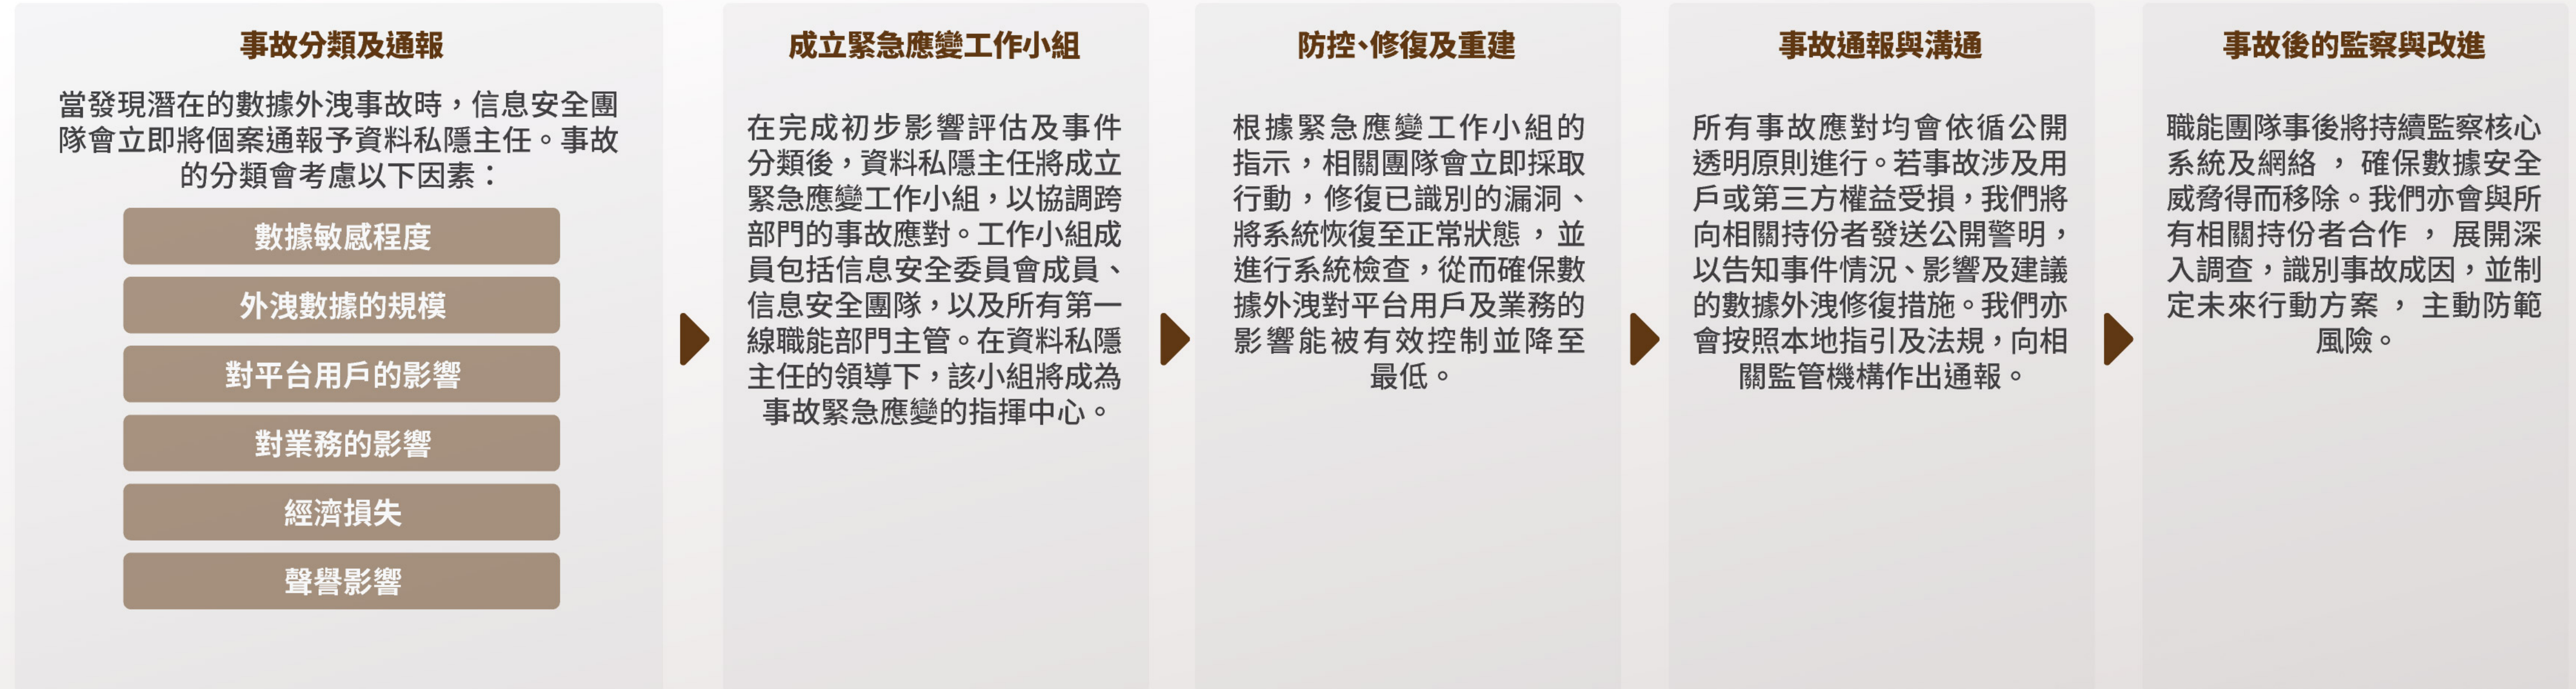 事故分類及通報
當發現潛在的數據外洩事故時，信息安全團
隊會立即將個案通報予資料私隱主任。事故
的分類會考慮以下因素：
數據敏感程度
外洩數據的規模
對平台用戶的影響
對業務的影響
經濟損失
聲譽影響
成立緊急應變工作小組
在完成初步影響評估及事件
分類後，資料私隱主任將成立
緊急應變工作小組，以協調跨
部門的事故應對。工作小組成
員包括信息安全委員會成員、
信息安全團隊，以及所有第一
線職能部門主管。在資料私隱
主任的領導下，該小組將成為
事故緊急應變的指揮中心。
防控、修復及重建
根據緊急應變工作小組的
指示，相關團隊會立即採取
行動，修復已識別的漏洞、
將系統恢復至正常狀態，並
進行系統檢查，從而確保數
據外洩對平台用戶及業務的
影響能被有效控制並降至
最低。
事故通報與溝通
所有事故應對均會依循公開
透明原則進行。若事故涉及用
戶或第三方權益受損，我們將
向相關持份者發送公開警明，
以告知事件情況、影響及建議
的數據外洩修復措施。我們亦
會按照本地指引及法規，向相
關監管機構作出通報。
事故後的監察與改進
職能團隊事後將持續監察核心
系統及網絡，確保數據安全
威脅得而移除。我們亦會與所
有相關持份者合作，展開深
入調查，識別事故成因，並制
定未來行動方案，主動防範
風險。